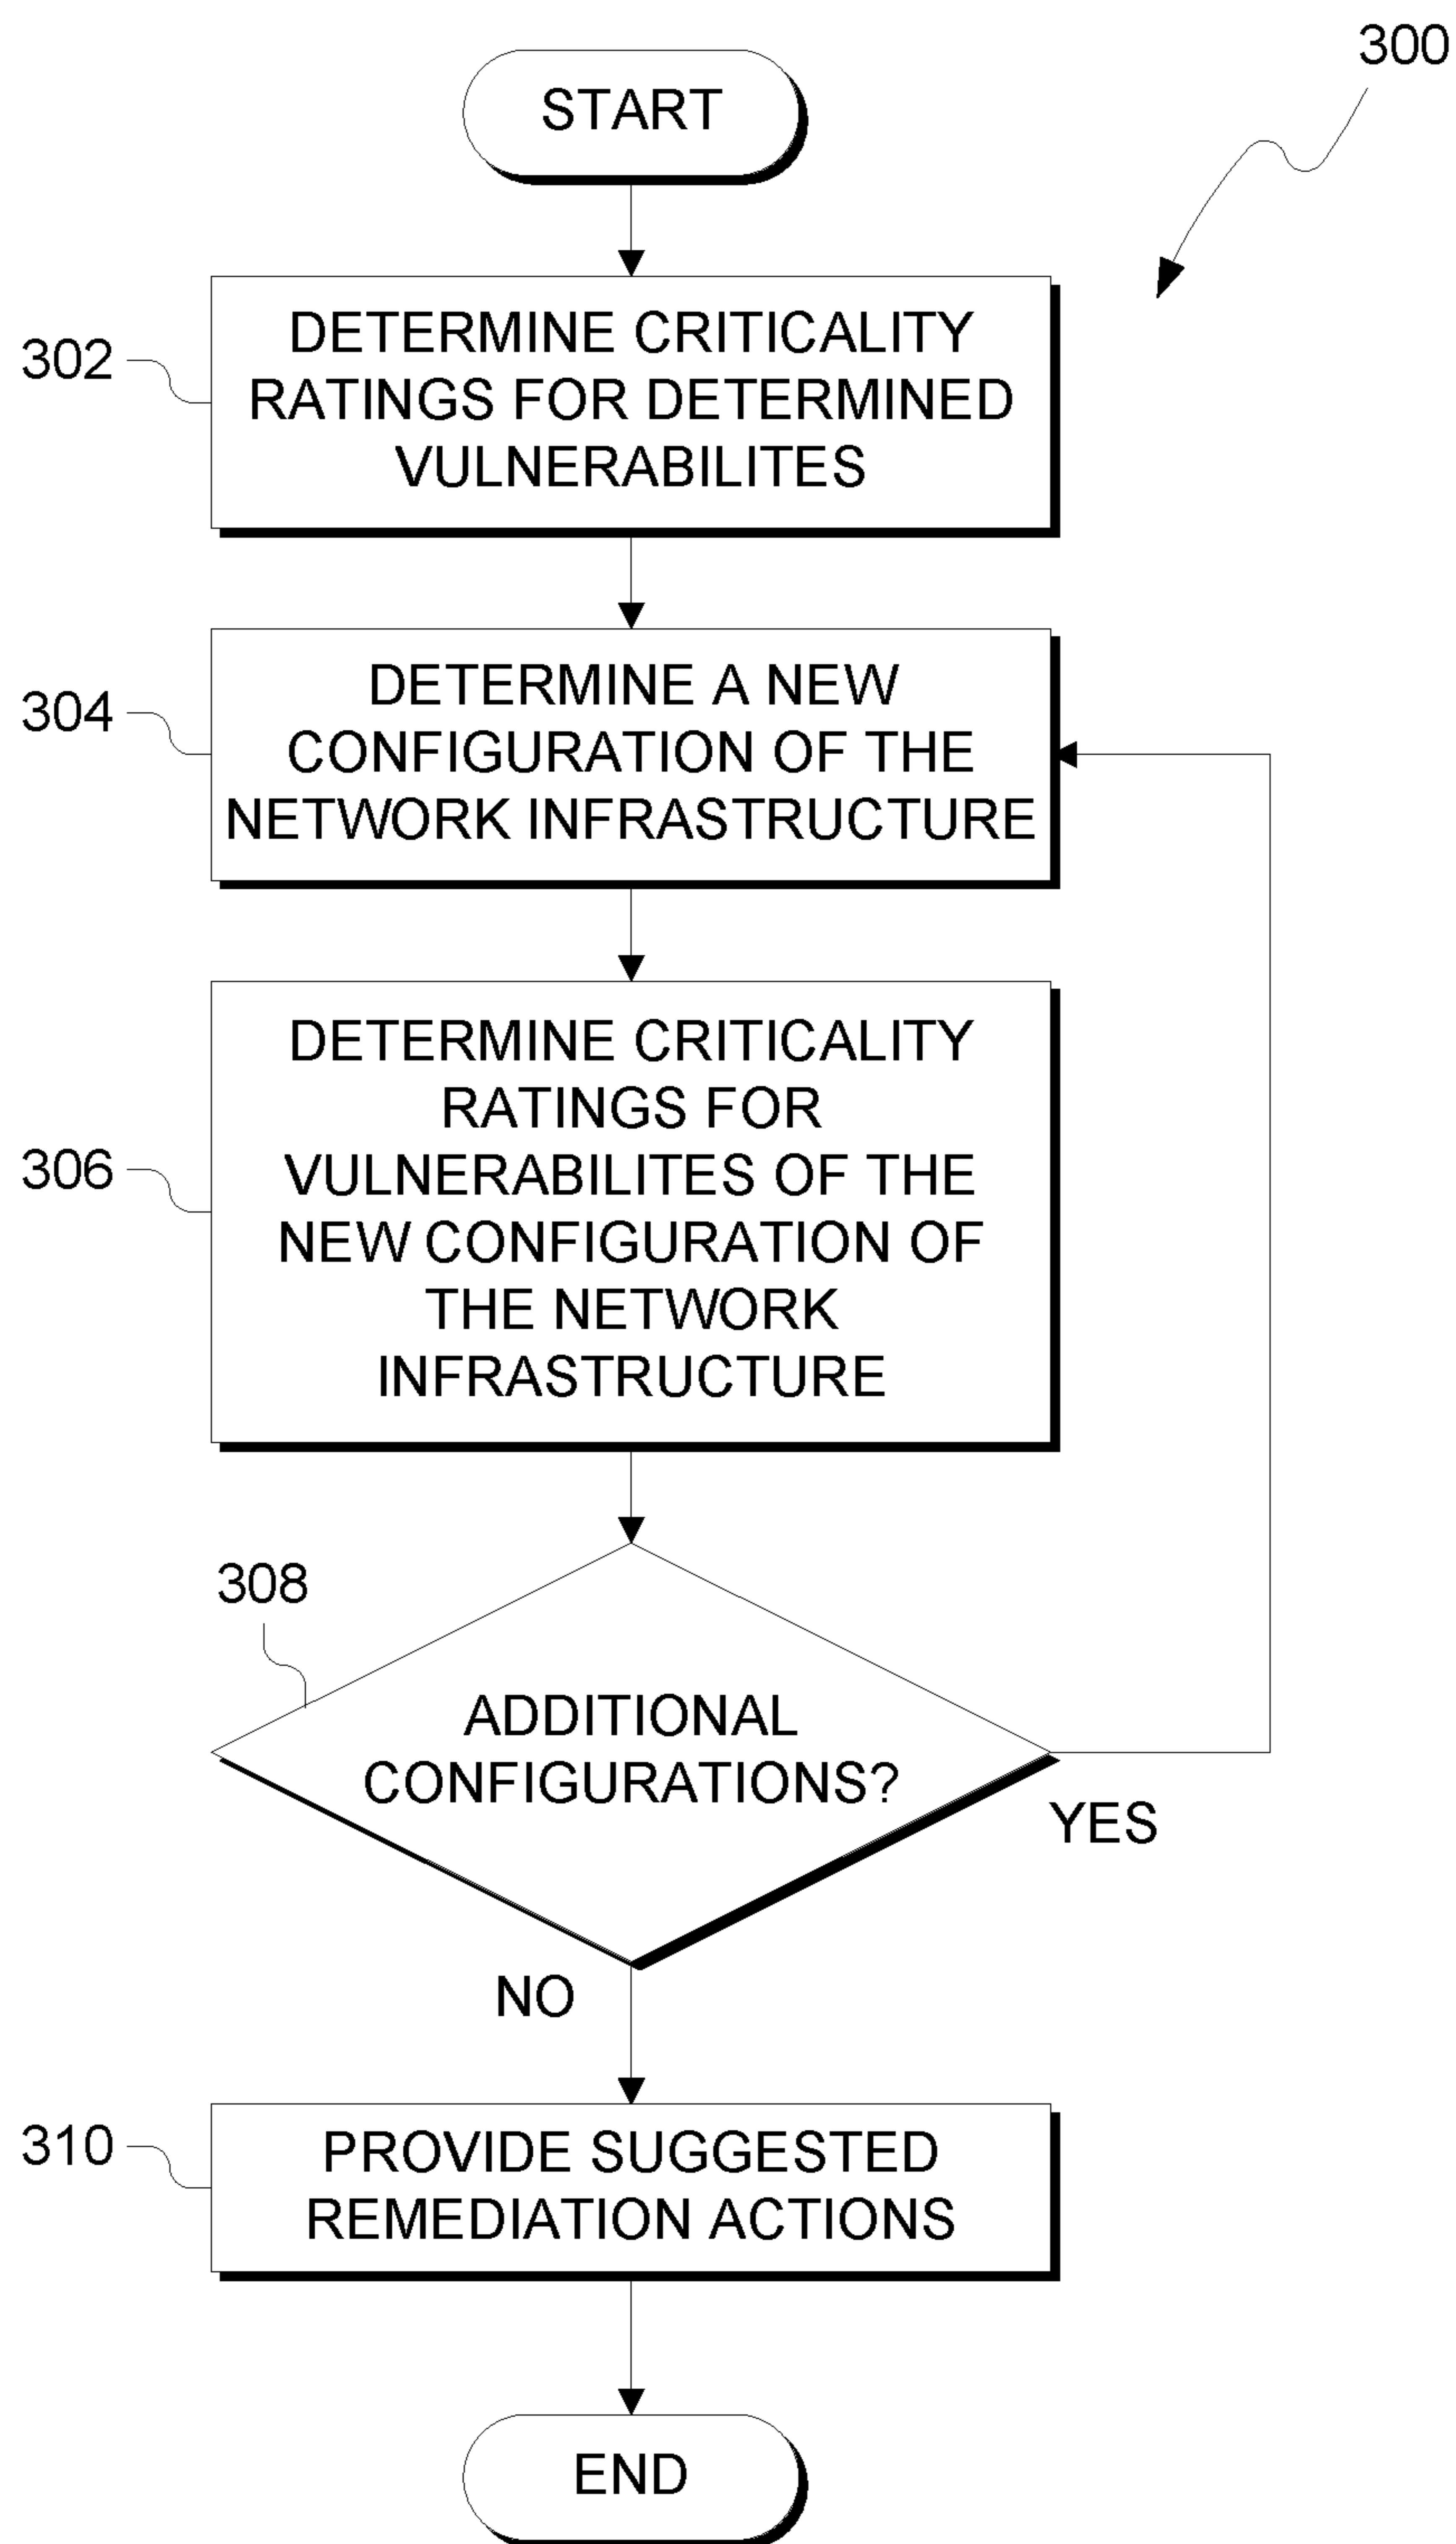 300
START
302
DETERMINE CRITICALITY
RATINGS FOR DETERMINED
VULNERABILITES
304
DETERMINE A NEW
CONFIGURATION OF THE
NETWORK INFRASTRUCTURE
306
DETERMINE CRITICALITY
RATINGS FOR
VULNERABILITES OF THE
NEW CONFIGURATION OF
THE NETWORK
INFRASTRUCTURE
308
ADDITIONAL
CONFIGURATIONS?
YES
NO
310
PROVIDE SUGGESTED
REMEDIATION ACTIONS
END